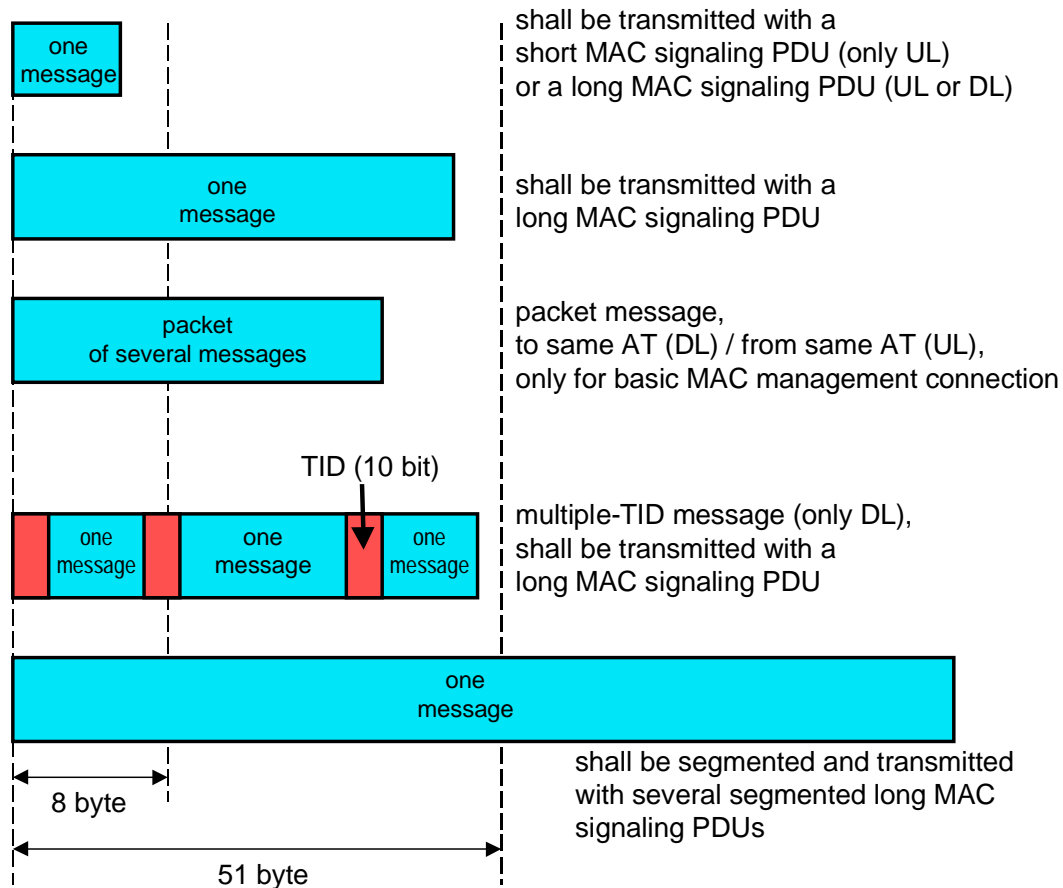 one
message
shall be transmitted with a
short MAC signaling PDU (only UL)
or a long MAC signaling PDU (UL or DL)
one
message
shall be transmitted with a
long MAC signaling PDU
packet
of several messages
packet message,
to same AT (DL) / from same AT (UL),
only for basic MAC management connection
TID (10 bit)
one
message
one
message
one
message
multiple-TID message (only DL),
shall be transmitted with a
long MAC signaling PDU
one
message
shall be segmented and transmitted
with several segmented long MAC
signaling PDUs
8 byte
51 byte